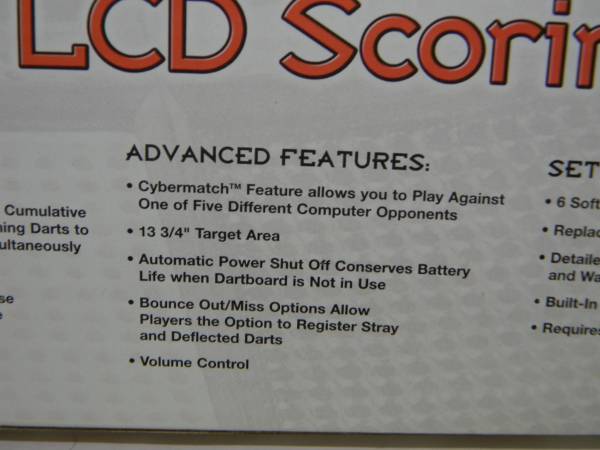 LCD Scorin
ADVANCED FEATURES:
• Cybermatch™ Feature allows you to Play Against
One of Five Different Computer Opponents
• 13 3/4" Target Area
• Automatic Power Shut Off Conserves Battery
Life when Dartboard is Not in Use
• Bounce Out/Miss Options Allow
Players the Option to Register Stray
and Deflected Darts
• Volume Control
Cumulative
ning Darts to
ultaneously
se
e
SET
• 6 Soft
• Replac
• Detaile
and Wa
• Built-In
• Requires